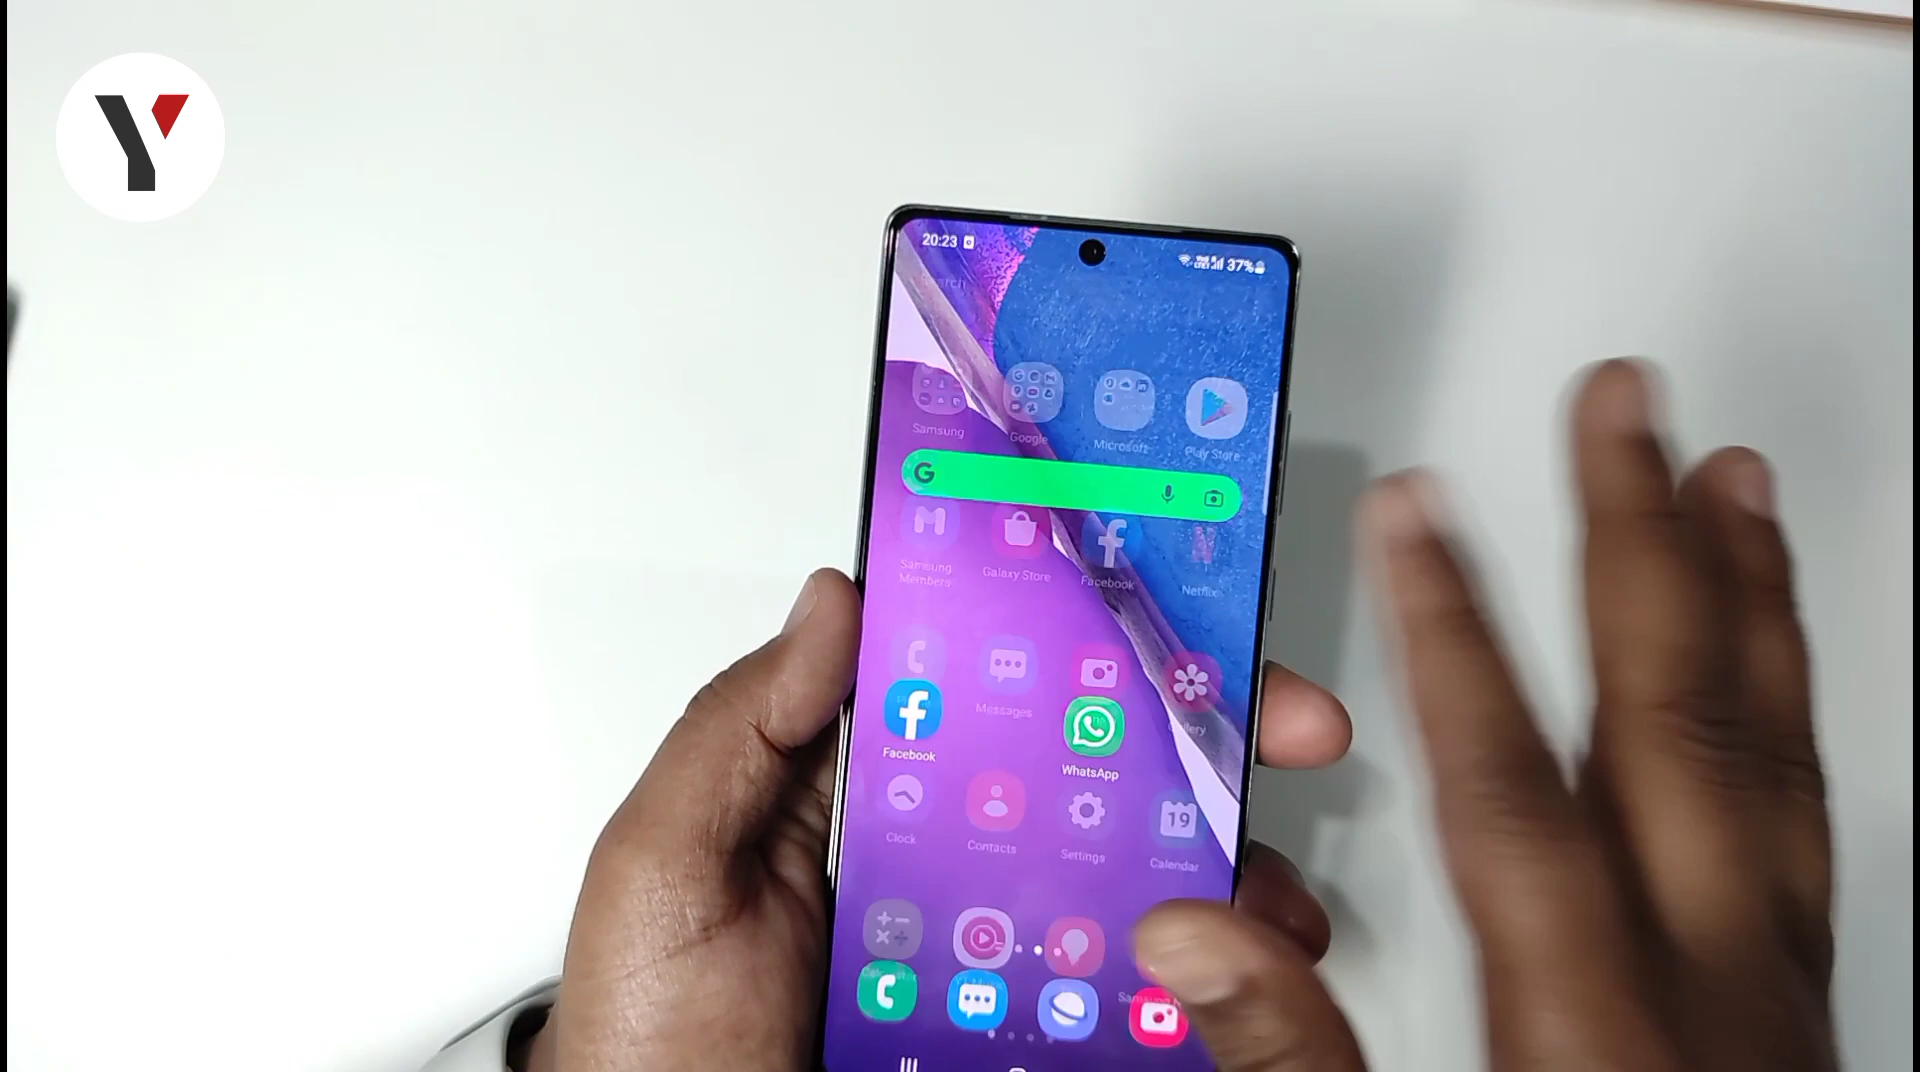 Y
20:23
37%
Samsung
Google
Microsoft
Play Store
G
Samsung
Members
Galaxy Store
Facebook
Netflix
Messages
Facebook
WhatsApp
Clock
Contacts
Settings
19
Calendar